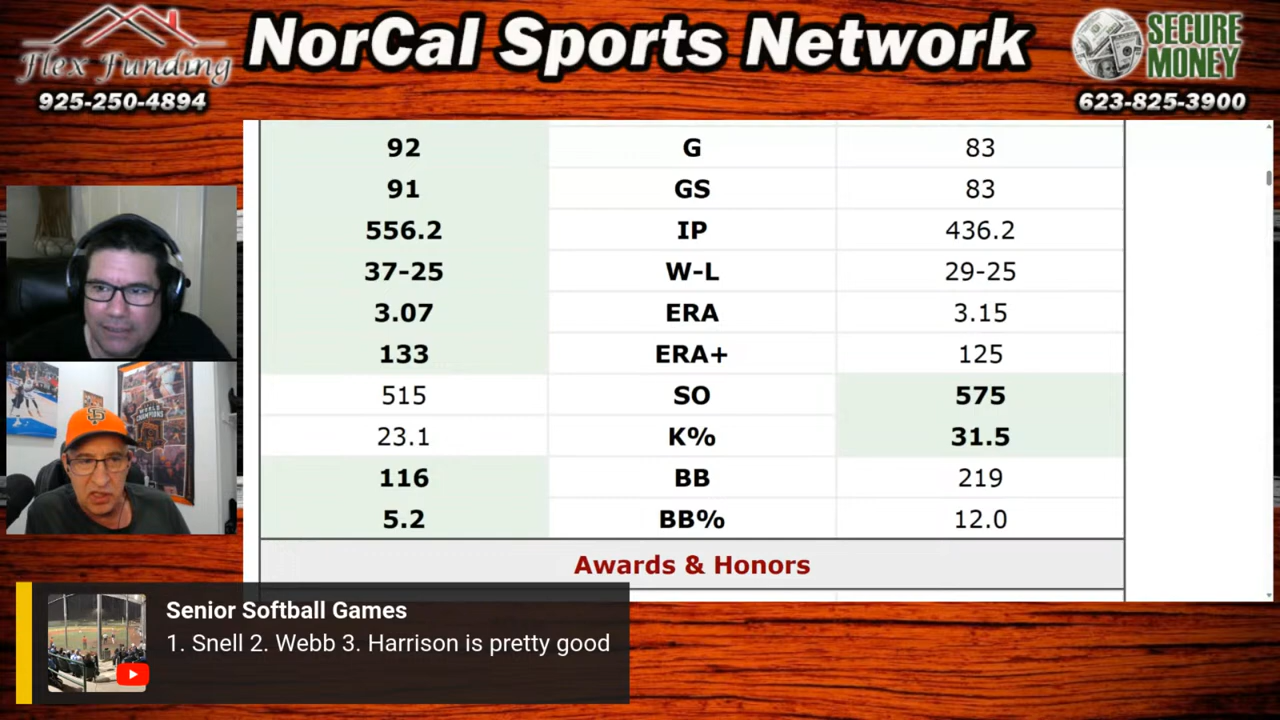 Flex Funding
925-250-4894
NorCal Sports Network
SECURE
MONEY
623-825-3900
92 G 83
91 GS 83
556.2 IP 436.2
37-25 W-L 29-25
3.07 ERA 3.15
133 ERA+ 125
515 SO 575
23.1 K% 31.5
116 BB 219
5.2 BB% 12.0
Awards & Honors
WORLD
CHAMPIONS
SF
Senior Softball Games
1. Snell 2. Webb 3. Harrison is pretty good